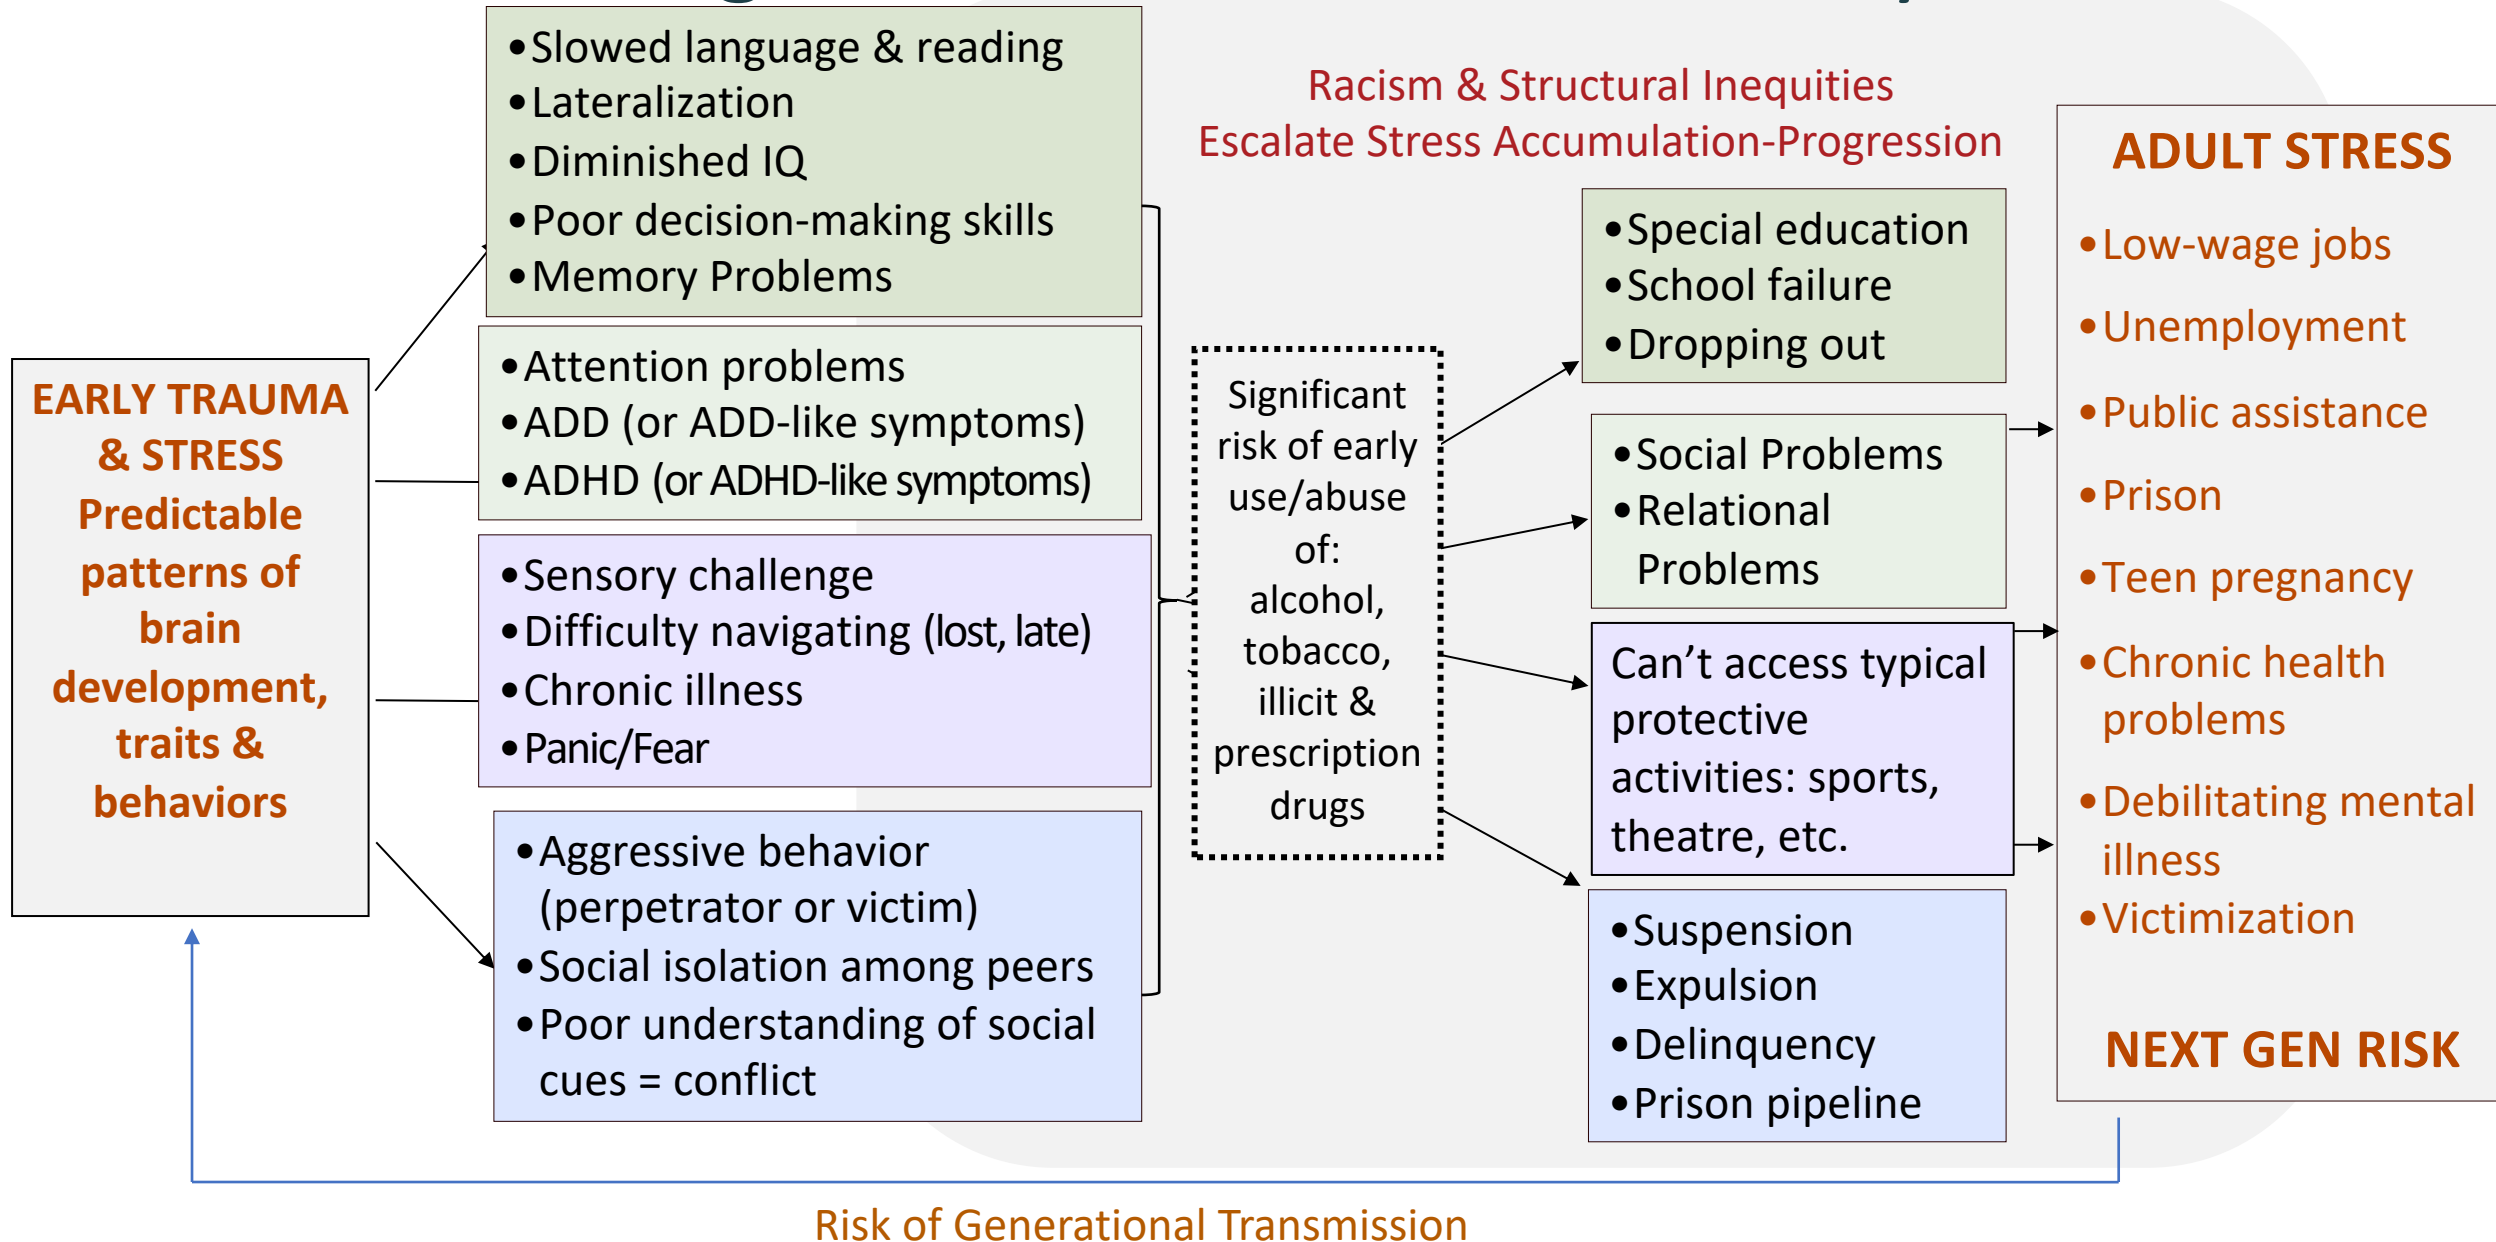 •Slowed language & reading
•Lateralization
•Diminished IQ
•Poor decision-making skills
•Memory Problems
Racism & Structural Inequities
Escalate Stress Accumulation-Progression
EARLY TRAUMA
& STRESS
Predictable
patterns of
brain
development,
traits &
behaviors
•Attention problems
•ADD (or ADD-like symptoms)
•ADHD (or ADHD-like symptoms)
•Sensory challenge
•Difficulty navigating (lost, late)
•Chronic illness
•Panic/Fear
•Aggressive behavior
(perpetrator or victim)
•Social isolation among peers
•Poor understanding of social
cues = conflict
Significant
risk of early
use/abuse
of:
alcohol,
tobacco,
illicit &
prescription
drugs
•Special education
•School failure
•Dropping out
•Social Problems
•Relational
Problems
Can’t access typical
protective
activities: sports,
theatre, etc.
•Suspension
•Expulsion
•Delinquency
•Prison pipeline
ADULT STRESS
•Low-wage jobs
•Unemployment
•Public assistance
•Prison
•Teen pregnancy
•Chronic health
problems
•Debilitating mental
illness
•Victimization
NEXT GEN RISK
Risk of Generational Transmission